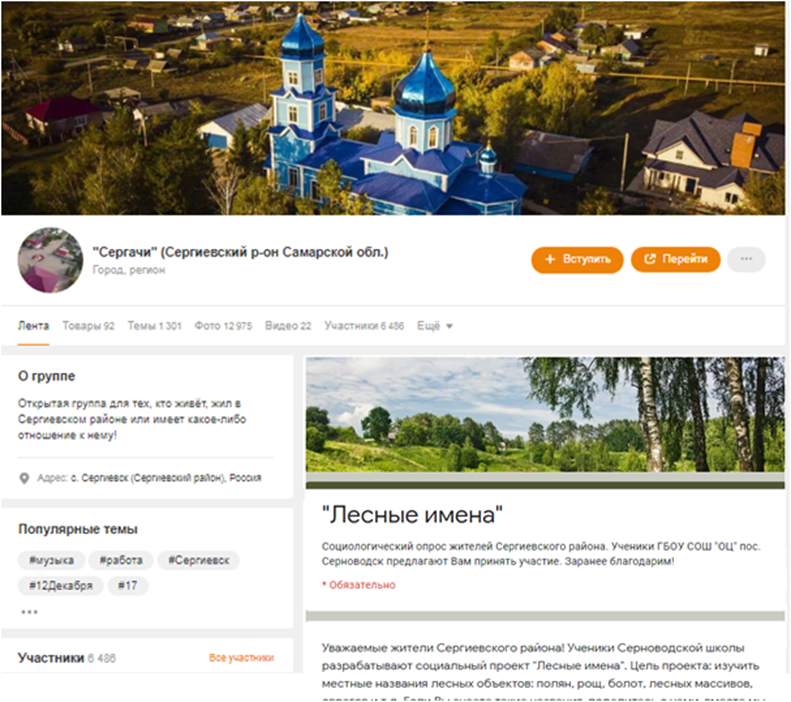 "Сергачи" (Сергиевский р-он Самарской обл.)
Город, регион
+ Вступить
Перейти
Лента Товары 92 Темы 1 301 Фото 12 975 Видео 22 Участники 6 486 Ещё
О группе
Открытая группа для тех, кто живёт, жил в
Сергиевском районе или имеет какое-либо
отношение к нему!
Адрес: с. Сергиевск (Сергиевский район), Россия
Популярные темы
#музыка #работа #Сергиевск
#12Декабря #17
Участники 6 486 Все участники
"Лесные имена"
Социологический опрос жителей Сергиевского района. Ученики ГБОУ СОШ "ОЦ" пос.
Серноводск предлагают Вам принять участие. Заранее благодарим!
* Обязательно
Уважаемые жители Сергиевского района! Ученики Серноводской школы
разрабатывают социальный проект "Лесные имена". Цель проекта: изучить
местные названия лесных объектов: полян, рощ, болот, лесных массивов,